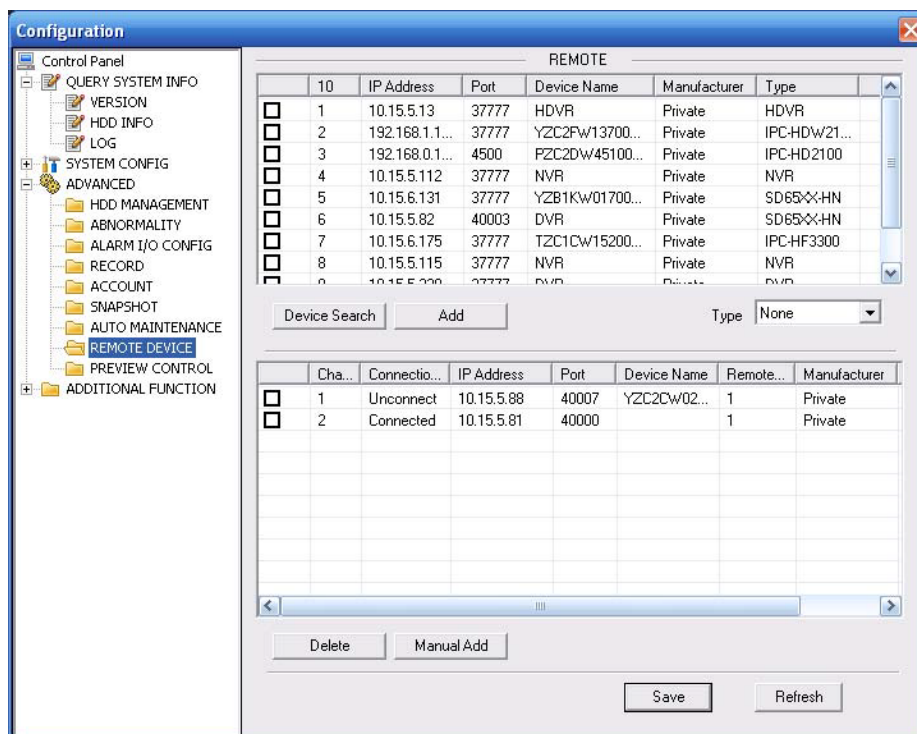 Configuration
Control Panel
QUERY SYSTEM INFO
VERSION
HDD INFO
LOG
SYSTEM CONFIG
ADVANCED
HDD MANAGEMENT
ABNORMALITY
ALARM I/O CONFIG
RECORD
ACCOUNT
SNAPSHOT
AUTO MAINTENANCE
REMOTE DEVICE
PREVIEW CONTROL
ADDITIONAL FUNCTION
REMOTE
10 IP Address Port Device Name Manufacturer Type
1 10.15.5.13 37777 HDVR Private HDVR
2 192.168.1.1... 37777 YZC2FW13700... Private IPC-HDW21...
3 192.168.0.1... 4500 PZC2DW45100... Private IPC-HD2100
4 10.15.5.112 37777 NVR Private NVR
5 10.15.6.131 37777 YZB1KW01700... Private SD65XX-HN
6 10.15.5.82 40003 DVR Private SD65XX-HN
7 10.15.6.175 37777 TZC1CW15200... Private IPC-HF3300
8 10.15.5.115 37777 NVR Private NVR
Device Search Add Type None
Cha... Connectio... IP Address Port Device Name Remote... Manufacturer
1 Unconnect 10.15.5.88 40007 YZC2CW02... 1 Private
2 Connected 10.15.5.81 40000 1 Private
Delete Manual Add
Save Refresh